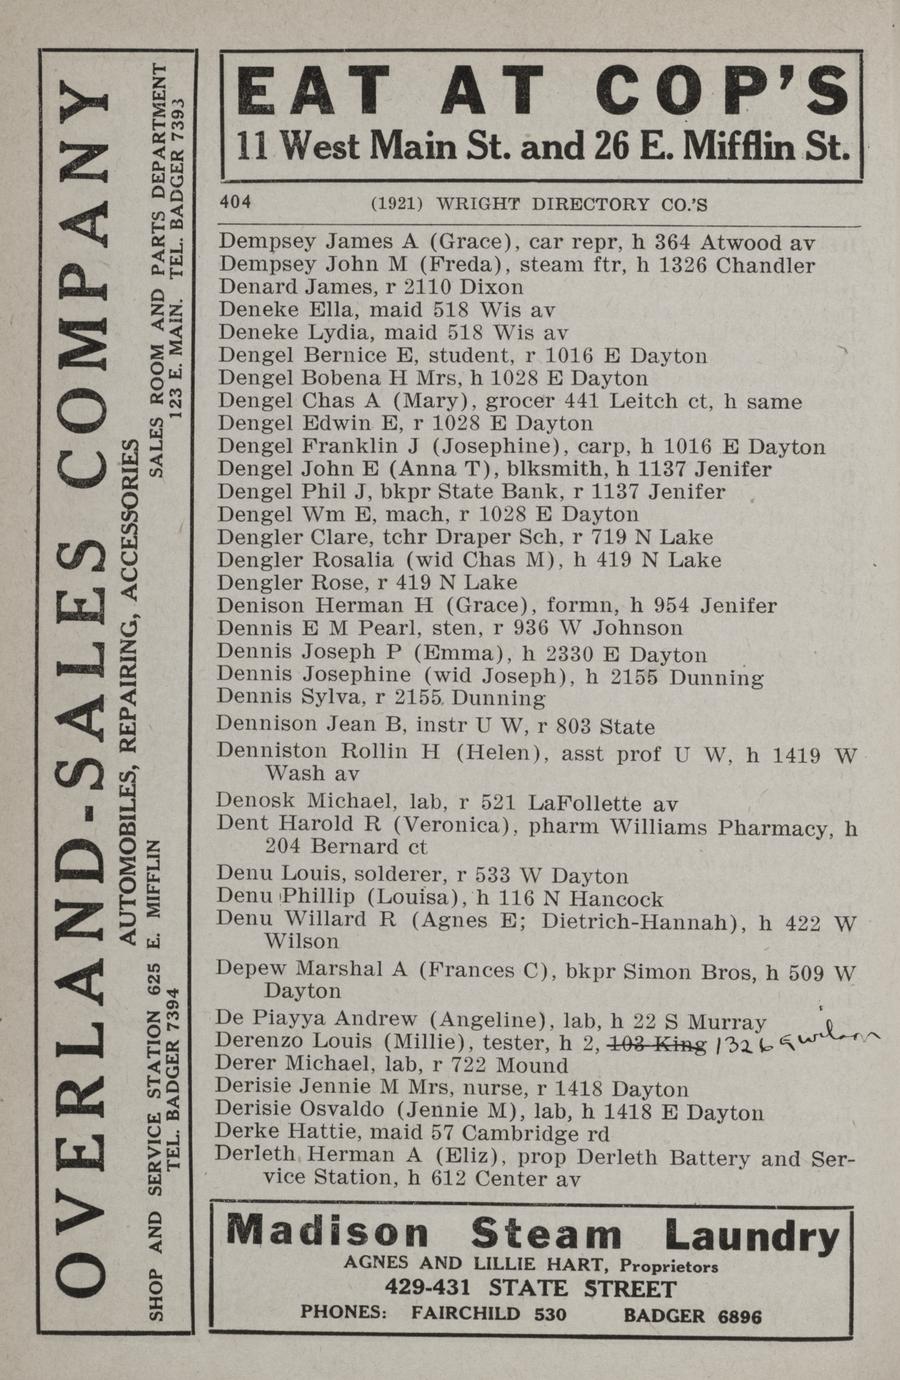 OVERLAND-SALES COMPANY
AUTOMOBILES, REPAIRING, ACCESSORIES
SHOP AND SERVICE STATION 625 E. MIFFLIN
TEL. BADGER 7394
SALES ROOM AND PARTS DEPARTMENT
123 E. MAIN. TEL. BADGER 7393
EAT AT COP'S
11 West Main St. and 26 E. Mifflin St.
404 (1921) WRIGHT DIRECTORY CO.'S
Dempsey James A (Grace), car repr, h 364 Atwood av
Dempsey John M (Freda), steam ftr, h 1326 Chandler
Denard James, r 2110 Dixon
Deneke Ella, maid 518 Wis av
Deneke Lydia, maid 518 Wis av
Dengel Bernice E, student, r 1016 E Dayton
Dengel Bobena H Mrs, h 1028 E Dayton
Dengel Chas A (Mary), grocer 441 Leitch ct, h same
Dengel Edwin E, r 1028 E Dayton
Dengel Franklin J (Josephine), carp, h 1016 E Dayton
Dengel John E (Anna T), blksmith, h 1137 Jenifer
Dengel Phil J, bkpr State Bank, r 1137 Jenifer
Dengel Wm E, mach, r 1028 E Dayton
Dengler Clare, tchr Draper Sch, r 719 N Lake
Dengler Rosalia (wid Chas M), h 419 N Lake
Dengler Rose, r 419 N Lake
Denison Herman H (Grace), formn, h 954 Jenifer
Dennis E M Pearl, sten, r 936 W Johnson
Dennis Joseph P (Emma), h 2330 E Dayton
Dennis Josephine (wid Joseph), h 2155 Dunning
Dennis Sylva, r 2155 Dunning
Dennison Jean B, instr U W, r 803 State
Denniston Rollin H (Helen), asst prof U W, h 1419 W
Wash av
Denosk Michael, lab, r 521 LaFollette av
Dent Harold R (Veronica), pharm Williams Pharmacy, h
204 Bernard ct
Denu Louis, solderer, r 533 W Dayton
Denu Phillip (Louisa), h 116 N Hancock
Denu Willard R (Agnes E; Dietrich-Hannah), h 422 W
Wilson
Depew Marshal A (Frances C), bkpr Simon Bros, h 509 W
Dayton
De Piayya Andrew (Angeline), lab, h 22 S Murray
Derenzo Louis (Millie), tester, h 2, 103 King 1326 E Wilson
Derer Michael, lab, r 722 Mound
Derisie Jennie M Mrs, nurse, r 1418 Dayton
Derisie Osvaldo (Jennie M), lab, h 1418 E Dayton
Derke Hattie, maid 57 Cambridge rd
Derleth Herman A (Eliz), prop Derleth Battery and Ser-
vice Station, h 612 Center av
Madison Steam Laundry
AGNES AND LILLIE HART, Proprietors
429-431 STATE STREET
PHONES: FAIRCHILD 530 BADGER 6896